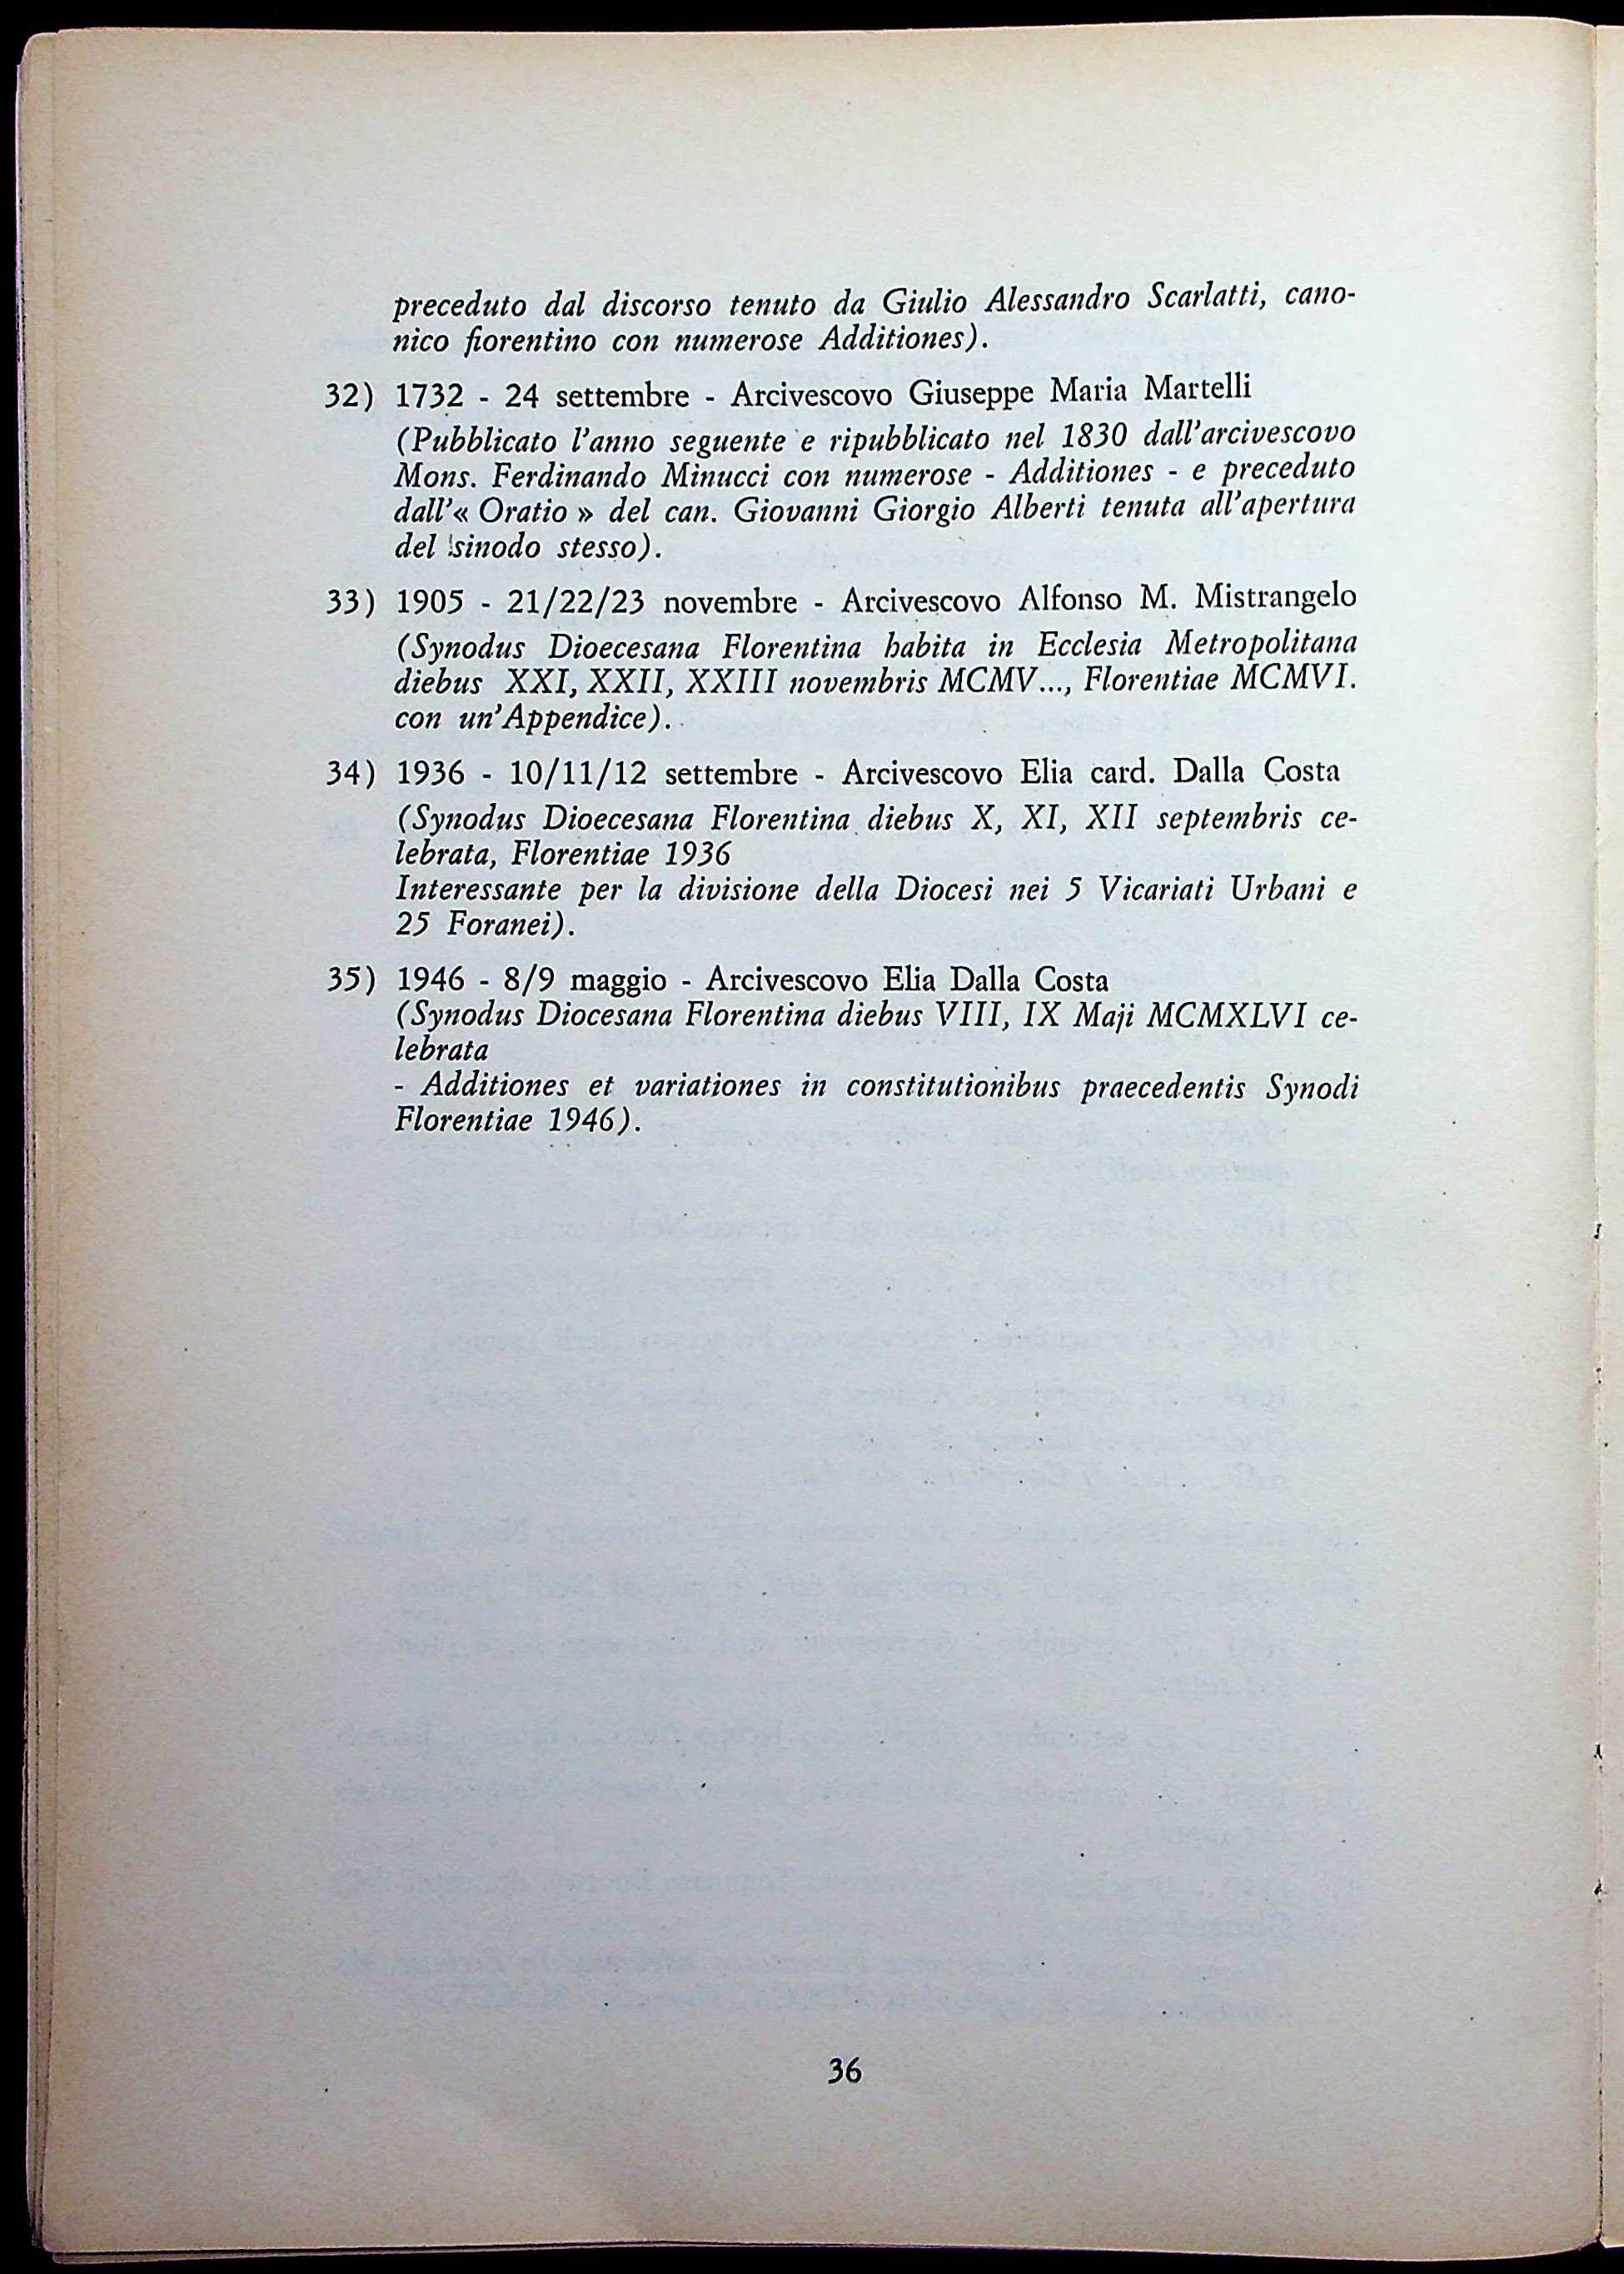 preceduto dal discorso tenuto da Giulio Alessandro Scarlatti, cano-
nico fiorentino con numerose Additiones).
32) 1732 - 24 settembre - Arcivescovo Giuseppe Maria Martelli
(Pubblicato l'anno seguente e ripubblicato nel 1830 dall'arcivescovo
Mons. Ferdinando Minucci con numerose - Additiones - e preceduto
dall'« Oratio » del can. Giovanni Giorgio Alberti tenuta all'apertura
del sinodo stesso).
33) 1905 - 21/22/23 novembre - Arcivescovo Alfonso M. Mistrangelo
(Synodus Dioecesana Florentina habita in Ecclesia Metropolitana
diebus XXI, XXII, XXIII novembris MCMV..., Florentiae MCMVI.
con un'Appendice).
34) 1936 - 10/11/12 settembre - Arcivescovo Elia card. Dalla Costa
(Synodus Dioecesana Florentina diebus X, XI, XII septembris ce-
lebrata, Florentiae 1936
Interessante per la divisione della Diocesi nei 5 Vicariati Urbani e
25 Foranei).
35) 1946 - 8/9 maggio - Arcivescovo Elia Dalla Costa
(Synodus Diocesana Florentina diebus VIII, IX Maji MCMXLVI ce-
lebrata
- Additiones et variationes in constitutionibus praecedentis Synodi
Florentiae 1946).
36